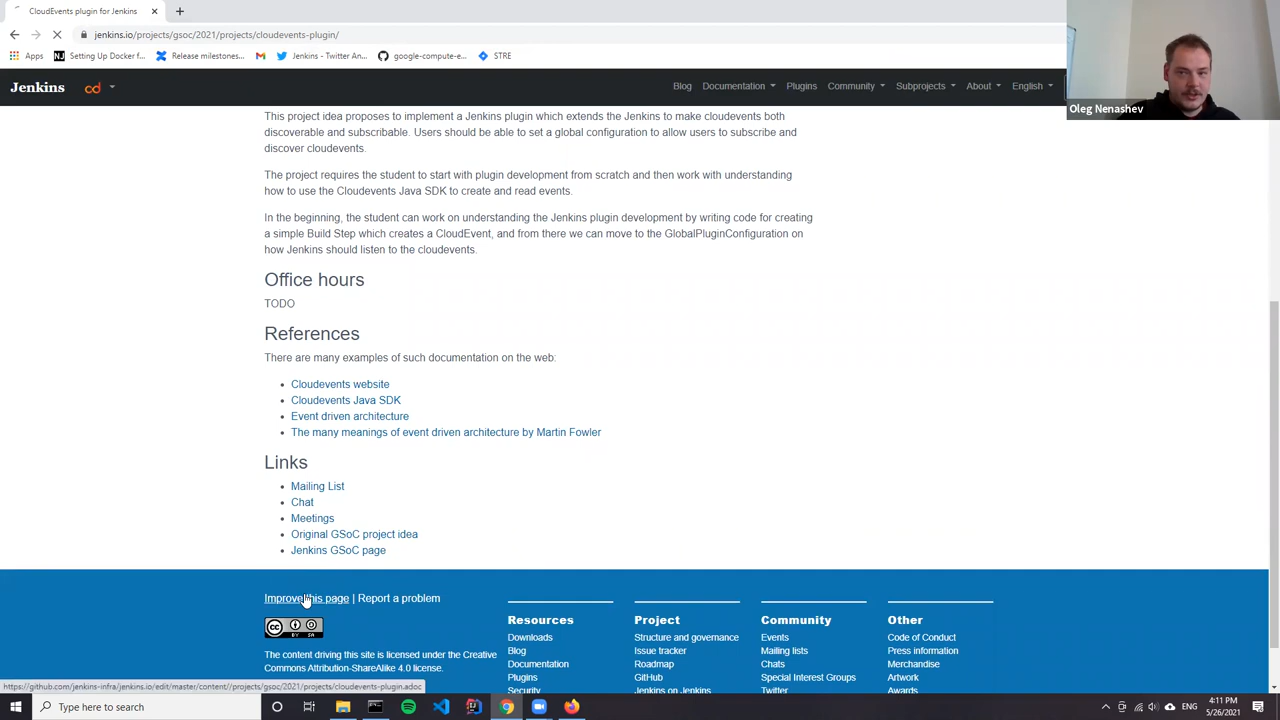 CloudEvents plugin for Jenkins
jenkins.io/projects/gsoc/2021/projects/cloudevents-plugin/
Apps
Setting Up Docker f...
Release milestones...
Jenkins - Twitter An...
google-compute-e...
STRE
Jenkins
cd
Blog
Documentation
Plugins
Community
Subprojects
About
English
Oleg Nenashev
This project idea proposes to implement a Jenkins plugin which extends the Jenkins to make cloudevents both
discoverable and subscribable. Users should be able to set a global configuration to allow users to subscribe and
discover cloudevents.
The project requires the student to start with plugin development from scratch and then work with understanding
how to use the Cloudevents Java SDK to create and read events.
In the beginning, the student can work on understanding the Jenkins plugin development by writing code for creating
a simple Build Step which creates a CloudEvent, and from there we can move to the GlobalPluginConfiguration on
how Jenkins should listen to the cloudevents.
Office hours
TODO
References
There are many examples of such documentation on the web:
Cloudevents website
Cloudevents Java SDK
Event driven architecture
The many meanings of event driven architecture by Martin Fowler
Links
Mailing List
Chat
Meetings
Original GSoC project idea
Jenkins GSoC page
Improve this page | Report a problem
CC BY SA
The content driving this site is licensed under the Creative
Commons Attribution-ShareAlike 4.0 license.
Resources
Downloads
Blog
Documentation
Plugins
Security
Project
Structure and governance
Issue tracker
Roadmap
GitHub
Jenkins on Jenkins
Community
Events
Mailing lists
Chats
Special Interest Groups
Twitter
Other
Code of Conduct
Press information
Merchandise
Artwork
Awards
https://github.com/jenkins-infra/jenkins.io/edit/master/content//projects/gsoc/2021/projects/cloudevents-plugin.adoc
Type here to search
ENG
4:11 PM
5/26/2021